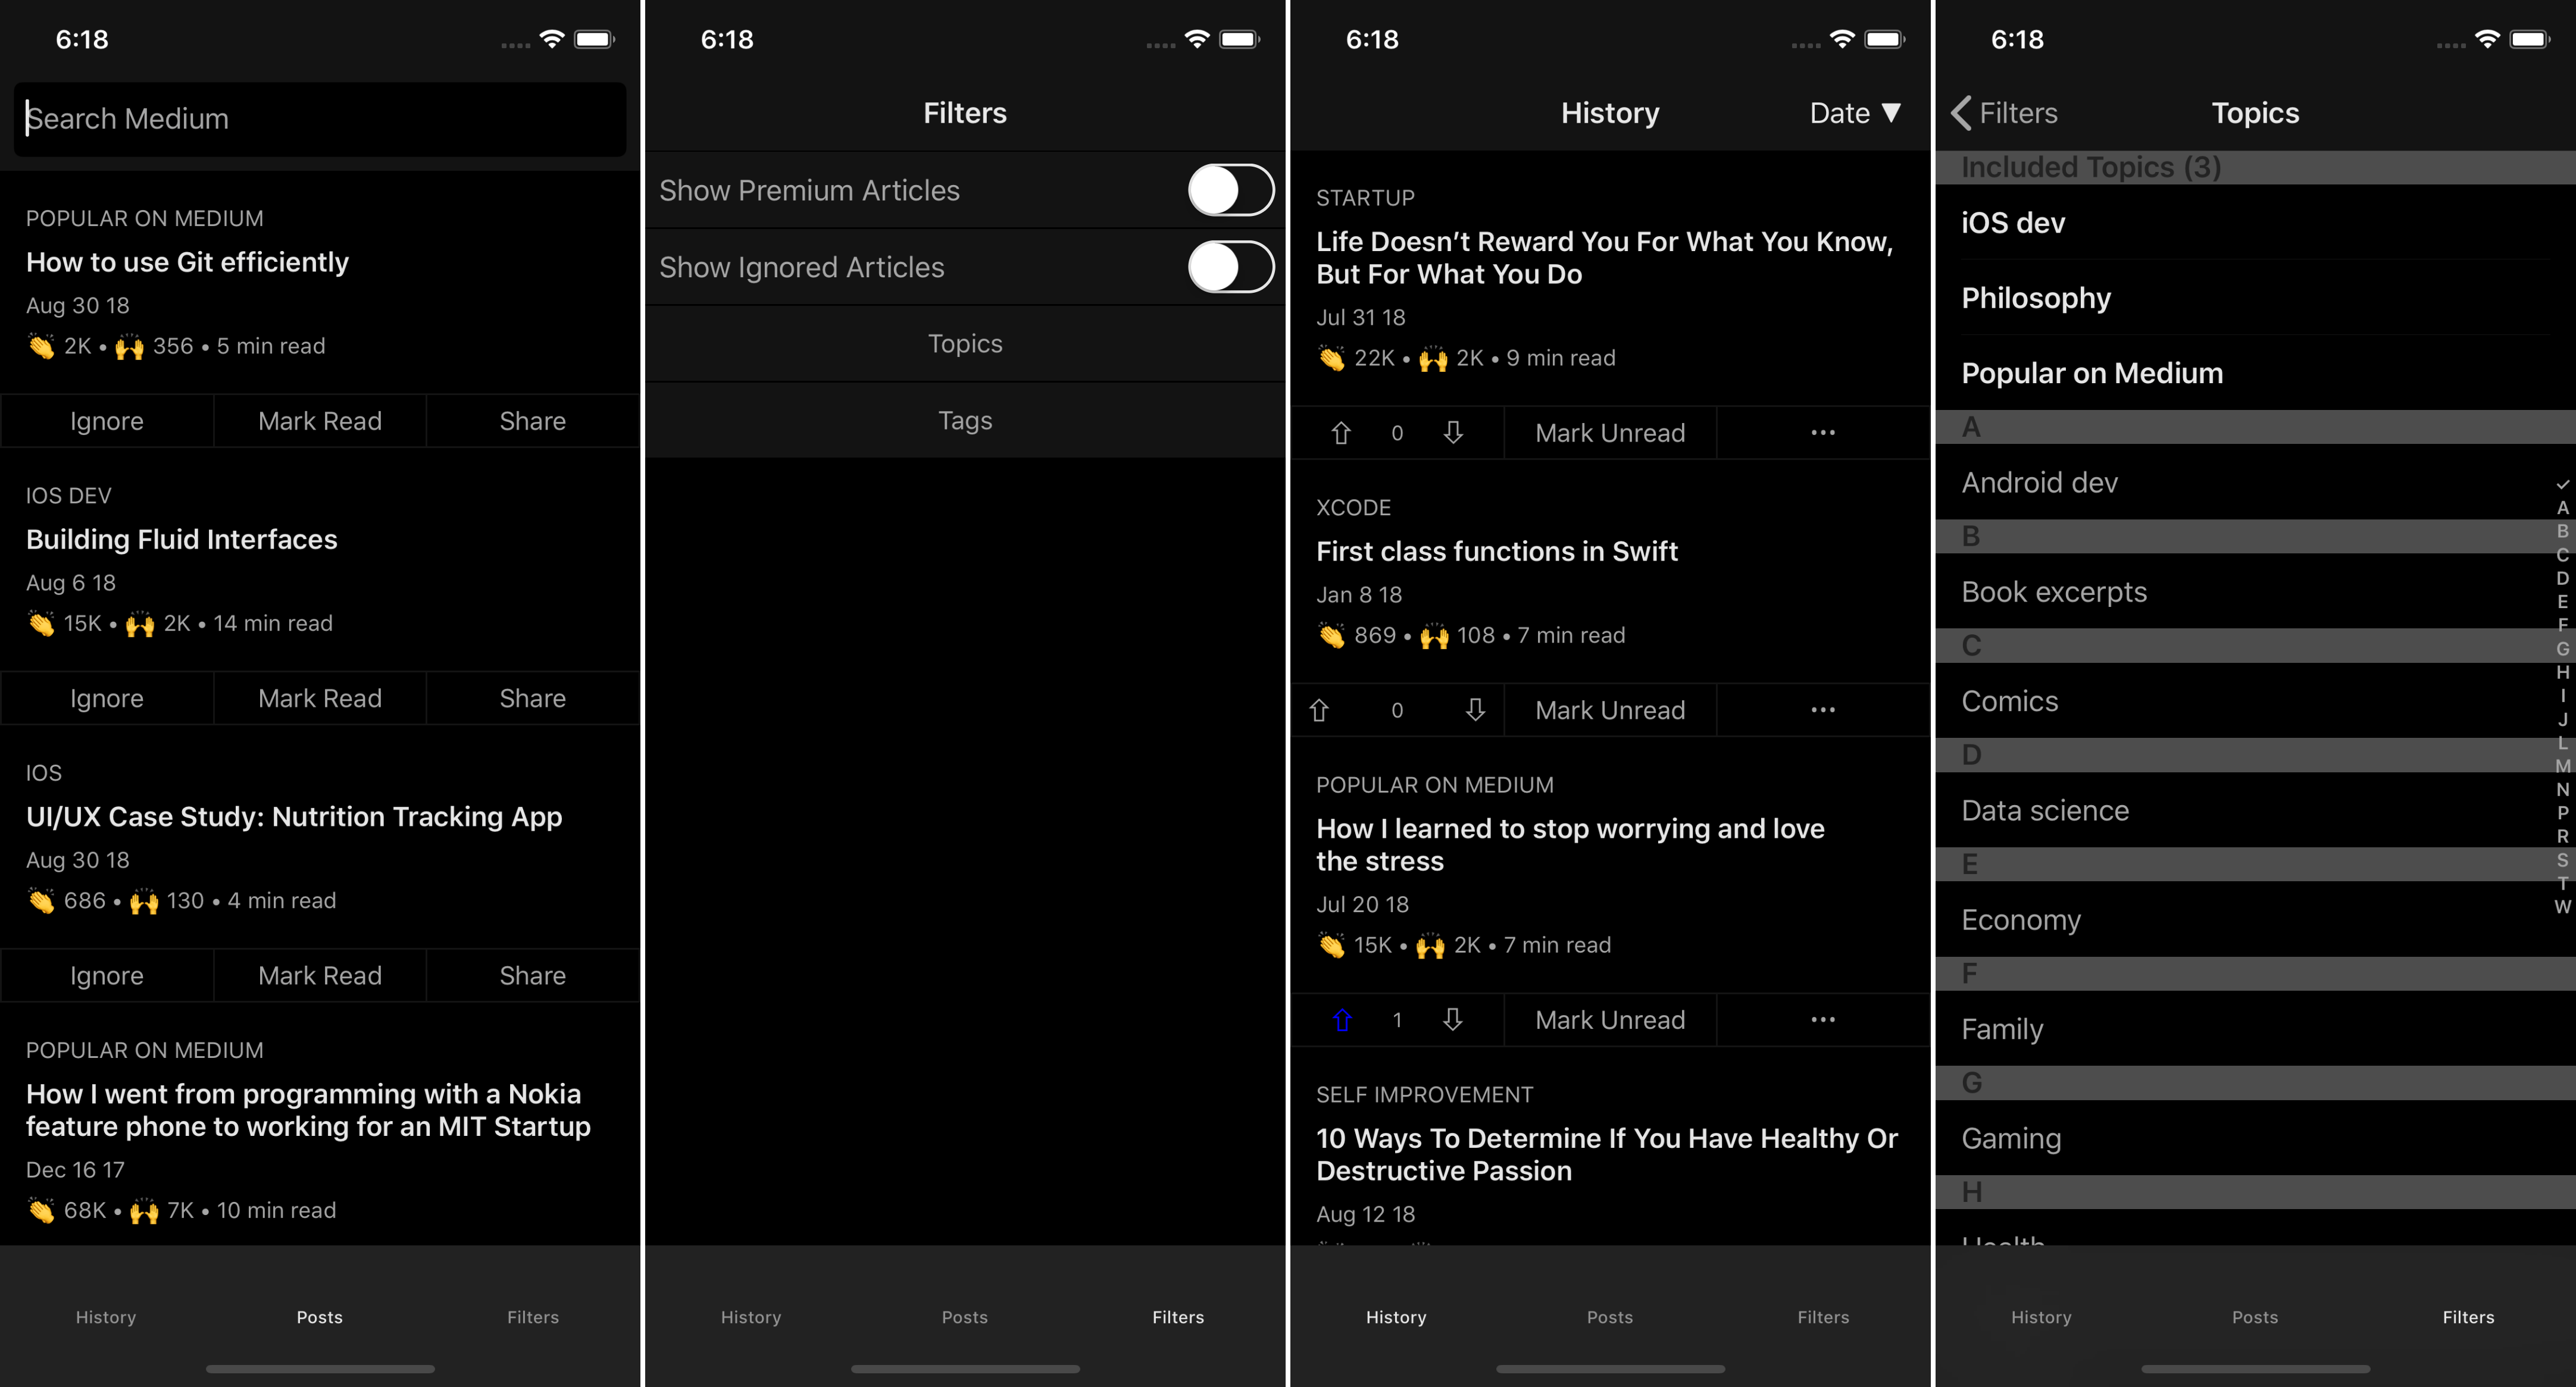 6:18
Search Medium
POPULAR ON MEDIUM
How to use Git efficiently
Aug 30 18
👏 2K • 🙌 356 • 5 min read
Ignore Mark Read Share
IOS DEV
Building Fluid Interfaces
Aug 6 18
👏 15K • 🙌 2K • 14 min read
Ignore Mark Read Share
IOS
UI/UX Case Study: Nutrition Tracking App
Aug 30 18
👏 686 • 🙌 130 • 4 min read
Ignore Mark Read Share
POPULAR ON MEDIUM
How I went from programming with a Nokia
feature phone to working for an MIT Startup
Dec 16 17
👏 68K • 🙌 7K • 10 min read
History Posts Filters
6:18
Filters
Show Premium Articles
Show Ignored Articles
Topics
Tags
History Posts Filters
6:18
History Date ▼
STARTUP
Life Doesn’t Reward You For What You Know,
But For What You Do
Jul 31 18
👏 22K • 🙌 2K • 9 min read
⇧ 0 ⇩ Mark Unread •••
XCODE
First class functions in Swift
Jan 8 18
👏 869 • 🙌 108 • 7 min read
⇧ 0 ⇩ Mark Unread •••
POPULAR ON MEDIUM
How I learned to stop worrying and love
the stress
Jul 20 18
👏 15K • 🙌 2K • 7 min read
⇧ 1 ⇩ Mark Unread •••
SELF IMPROVEMENT
10 Ways To Determine If You Have Healthy Or
Destructive Passion
Aug 12 18
History Posts Filters
6:18
Filters Topics
Included Topics (3)
iOS dev
Philosophy
Popular on Medium
A
Android dev
B
Book excerpts
C
Comics
D
Data science
E
Economy
F
Family
G
Gaming
H
Health
✓
A
B
C
D
E
F
G
H
I
J
L
M
N
P
R
S
T
W
History Posts Filters